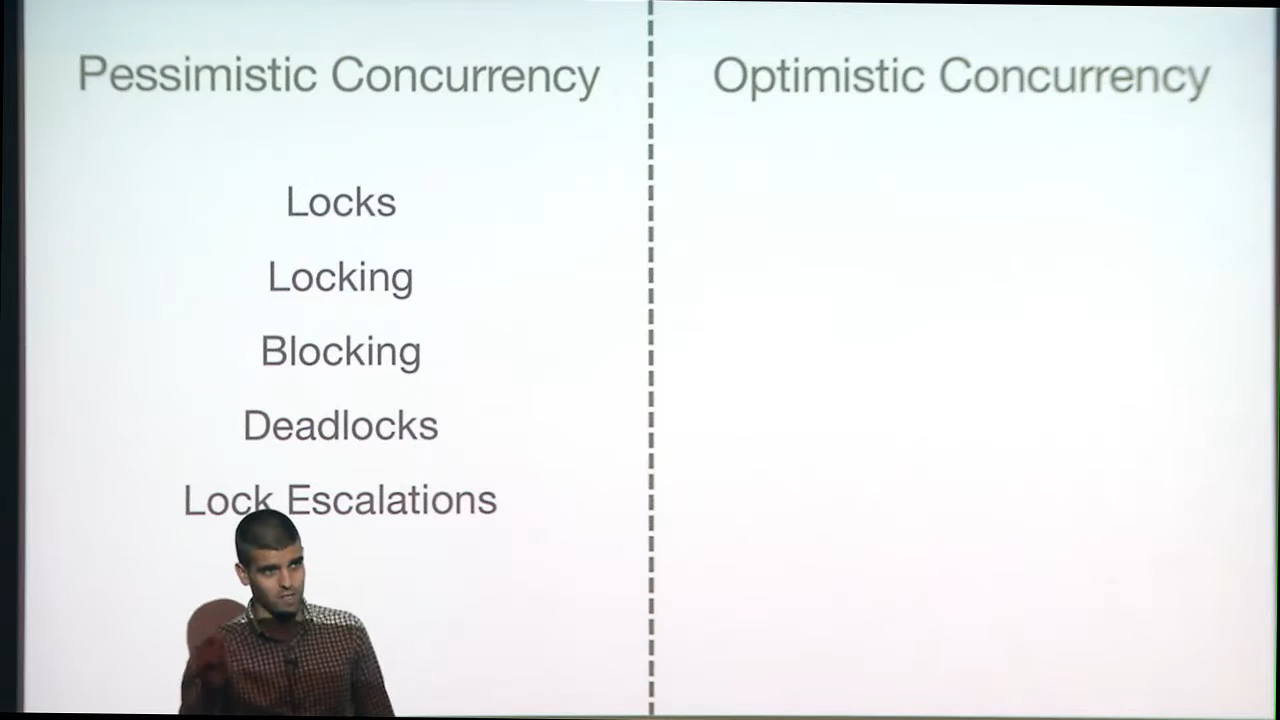 Pessimistic Concurrency
Locks
Locking
Blocking
Deadlocks
Lock Escalations
Optimistic Concurrency